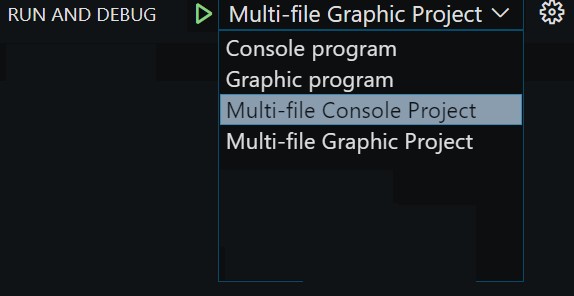 RUN AND DEBUG Multi-file Graphic Project
Console program
Graphic program
Multi-file Console Project
Multi-file Graphic Project